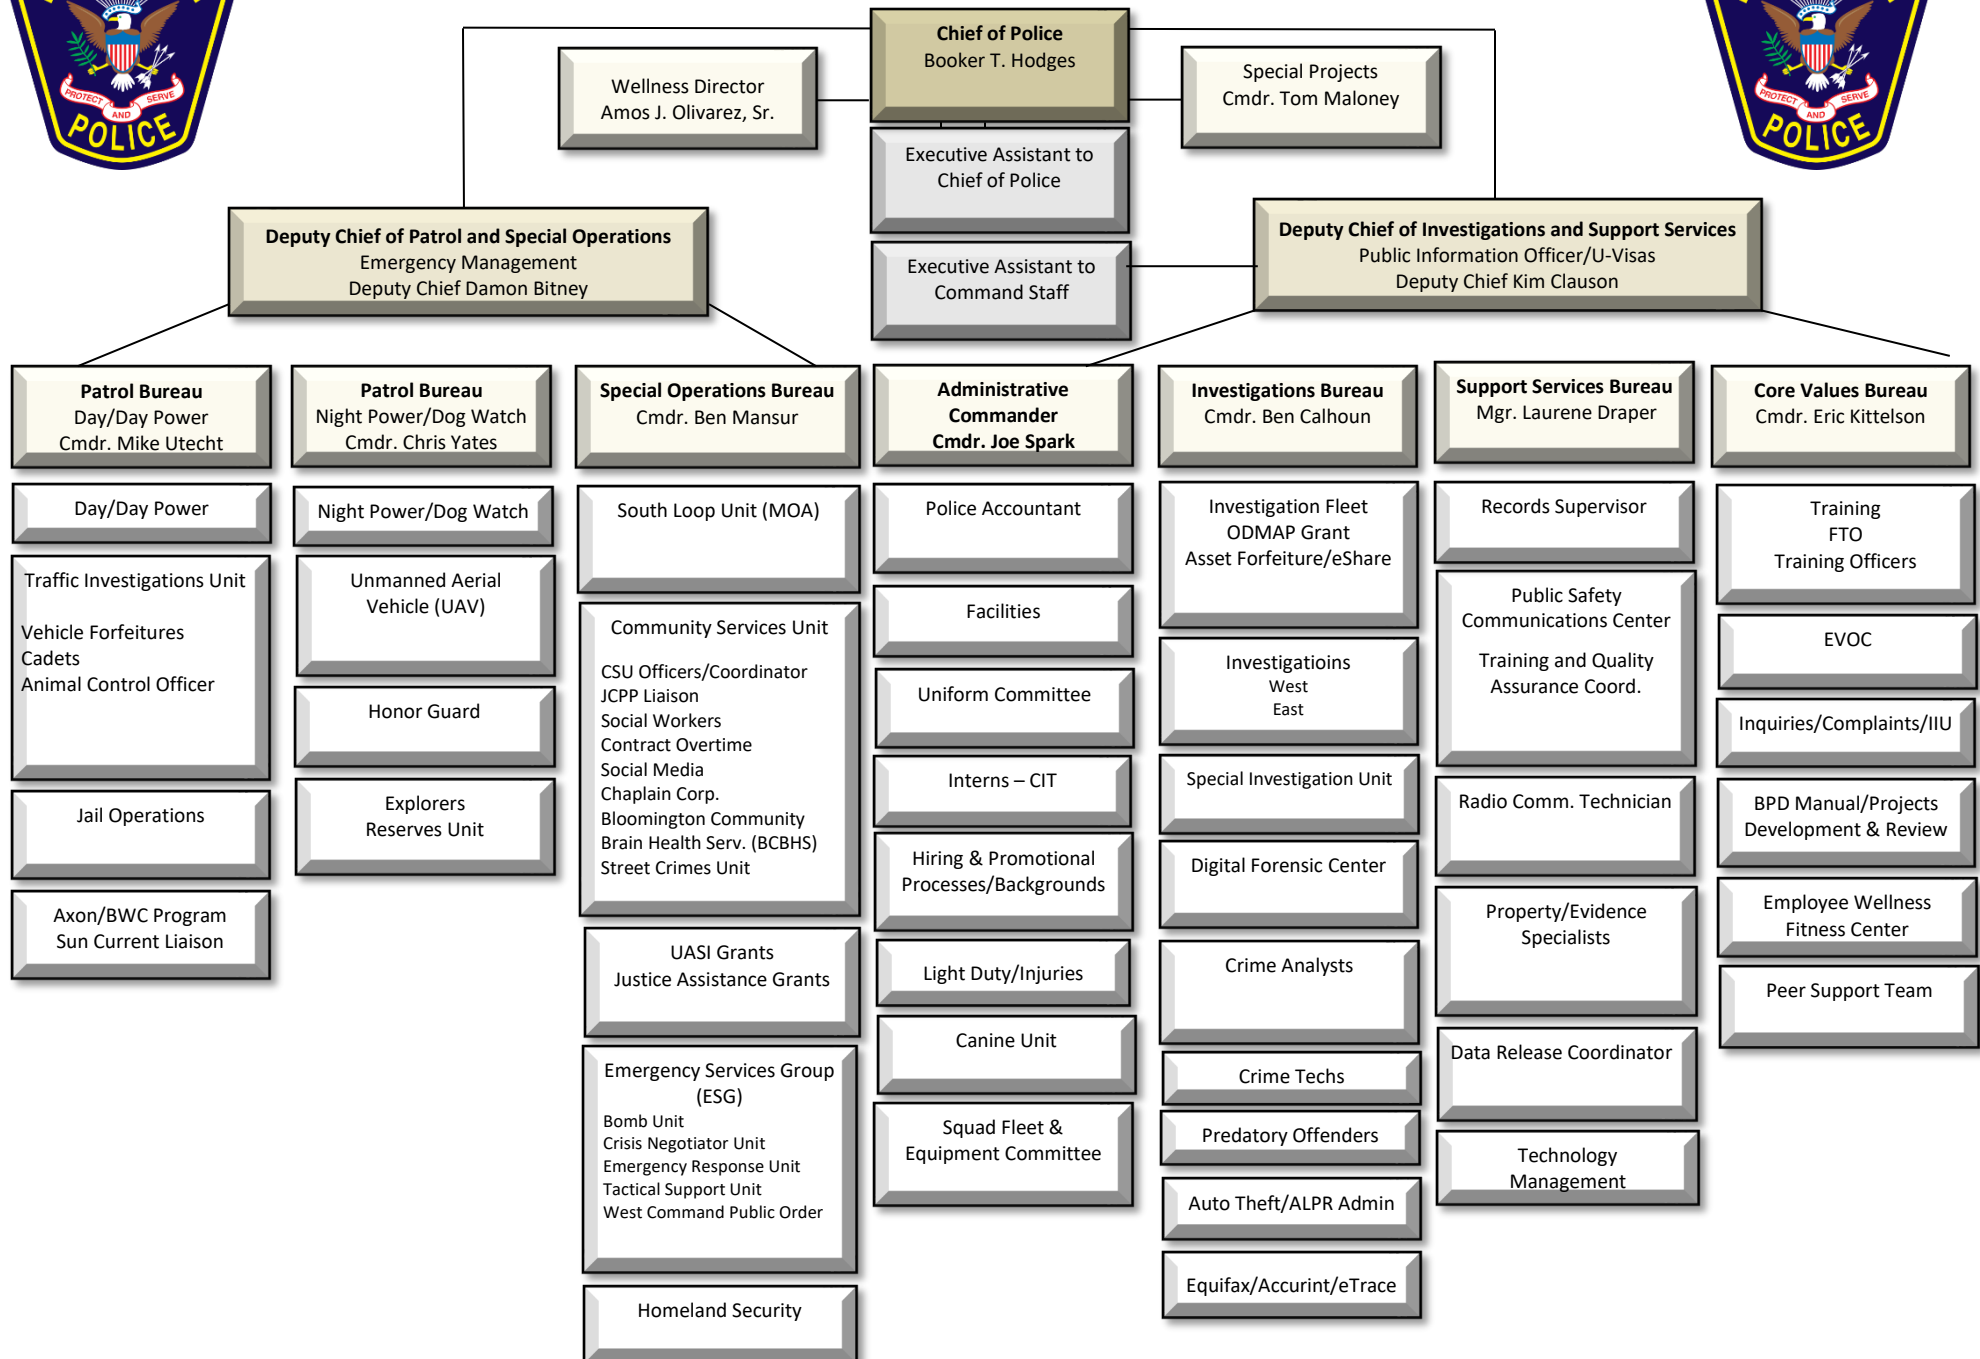 PROTECT
AND
SERVE
POLICE
PROTECT
AND
SERVE
POLICE
Chief of Police
Booker T. Hodges
Wellness Director
Amos J. Olivarez, Sr.
Special Projects
Cmdr. Tom Maloney
Executive Assistant to
Chief of Police
Deputy Chief of Patrol and Special Operations
Emergency Management
Deputy Chief Damon Bitney
Executive Assistant to
Command Staff
Deputy Chief of Investigations and Support Services
Public Information Officer/U-Visas
Deputy Chief Kim Clauson
Patrol Bureau
Day/Day Power
Cmdr. Mike Utecht
Day/Day Power
Traffic Investigations Unit
Vehicle Forfeitures
Cadets
Animal Control Officer
Jail Operations
Axon/BWC Program
Sun Current Liaison
Patrol Bureau
Night Power/Dog Watch
Cmdr. Chris Yates
Night Power/Dog Watch
Unmanned Aerial
Vehicle (UAV)
Honor Guard
Explorers
Reserves Unit
Special Operations Bureau
Cmdr. Ben Mansur
South Loop Unit (MOA)
Community Services Unit
CSU Officers/Coordinator
JCPP Liaison
Social Workers
Contract Overtime
Social Media
Chaplain Corp.
Bloomington Community
Brain Health Serv. (BCBHS)
Street Crimes Unit
UASI Grants
Justice Assistance Grants
Emergency Services Group
(ESG)
Bomb Unit
Crisis Negotiator Unit
Emergency Response Unit
Tactical Support Unit
West Command Public Order
Homeland Security
Administrative
Commander
Cmdr. Joe Spark
Police Accountant
Facilities
Uniform Committee
Interns – CIT
Hiring & Promotional
Processes/Backgrounds
Light Duty/Injuries
Canine Unit
Squad Fleet &
Equipment Committee
Investigations Bureau
Cmdr. Ben Calhoun
Investigation Fleet
ODMAP Grant
Asset Forfeiture/eShare
Investigatioins
West
East
Special Investigation Unit
Digital Forensic Center
Crime Analysts
Crime Techs
Predatory Offenders
Auto Theft/ALPR Admin
Equifax/Accurint/eTrace
Support Services Bureau
Mgr. Laurene Draper
Records Supervisor
Public Safety
Communications Center
Training and Quality
Assurance Coord.
Radio Comm. Technician
Property/Evidence
Specialists
Data Release Coordinator
Technology
Management
Core Values Bureau
Cmdr. Eric Kittelson
Training
FTO
Training Officers
EVOC
Inquiries/Complaints/IIU
BPD Manual/Projects
Development & Review
Employee Wellness
Fitness Center
Peer Support Team